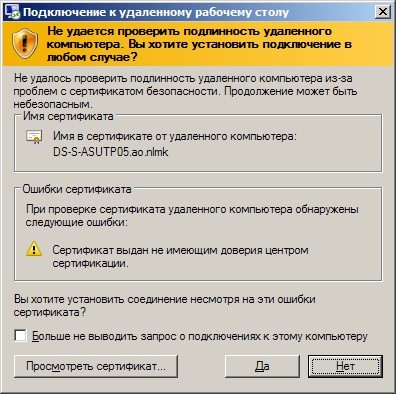 Подключение к удаленному рабочему столу
Не удается проверить подлинность удаленного
компьютера. Вы хотите установить подключение в
любом случае?
Не удалось проверить подлинность удаленного компьютера из-за
проблем с сертификатом безопасности. Продолжение может быть
небезопасным.
Имя сертификата
Имя в сертификате от удаленного компьютера:
DS-S-ASUTP05.ao.nlmk
Ошибки сертификата
При проверке сертификата удаленного компьютера обнаружены
следующие ошибки:
Сертификат выдан не имеющим доверия центром
сертификации.
Вы хотите установить соединение несмотря на эти ошибки
сертификата?
Больше не выводить запрос о подключениях к этому компьютеру
Просмотреть сертификат...
Да
Нет